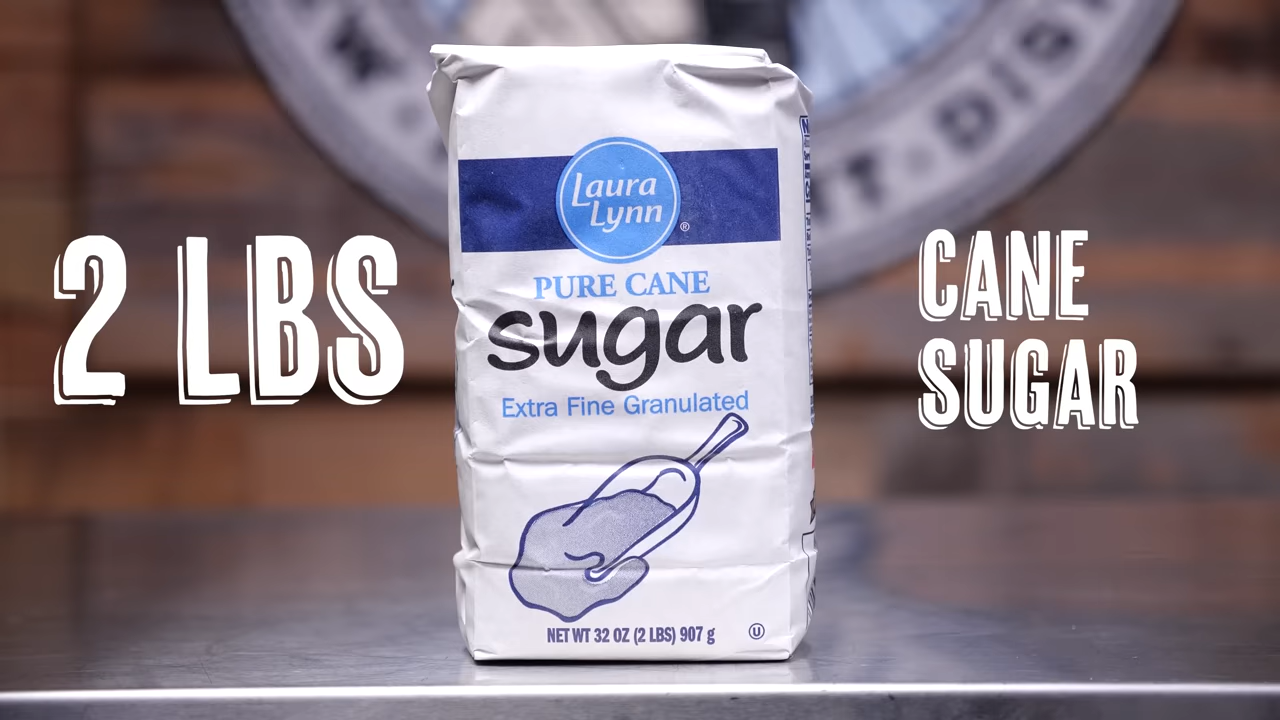 2 LBS
CANE
SUGAR
Laura
Lynn
®
PURE CANE
sugar
Extra Fine Granulated
NET WT 32 OZ (2 LBS) 907 g
U